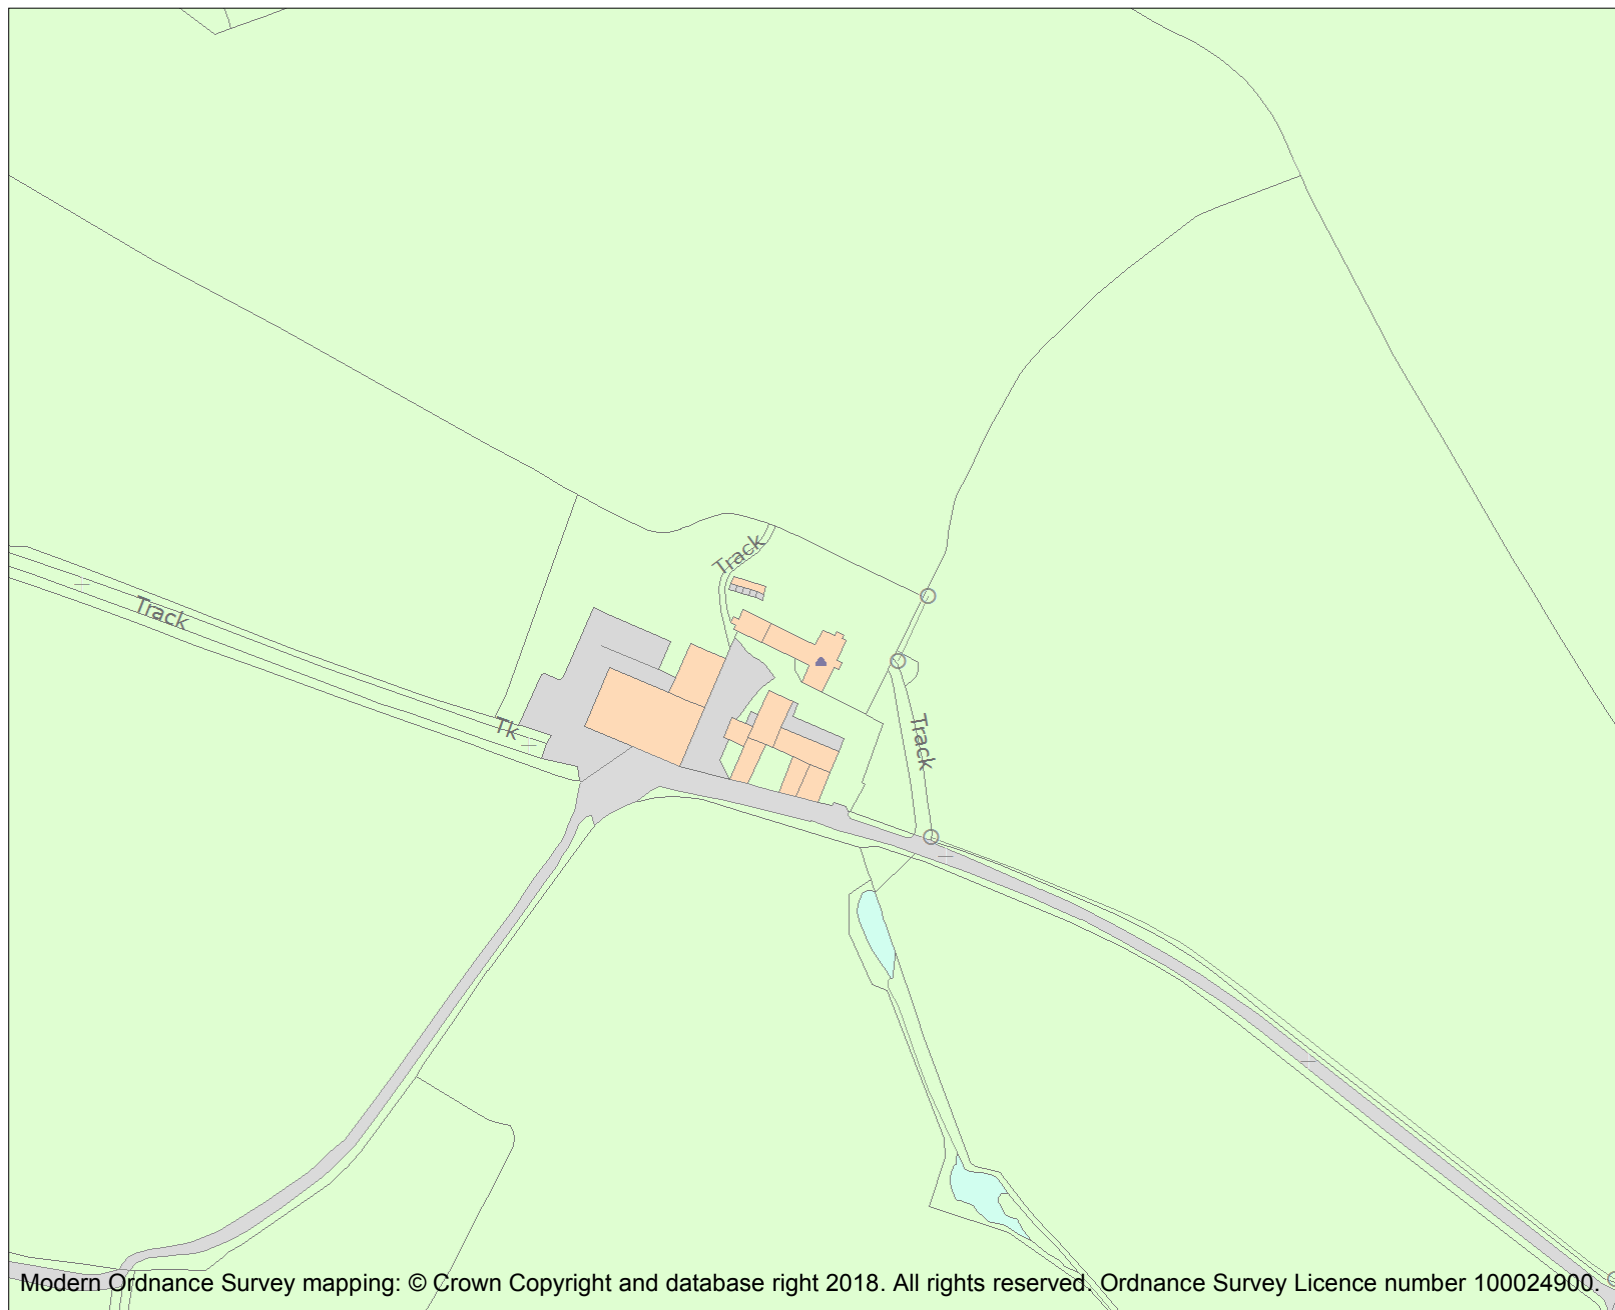 Track
Track
Tk
Track
Modern Ordnance Survey mapping: © Crown Copyright and database right 2018. All rights reserved. Ordnance Survey Licence number 100024900.